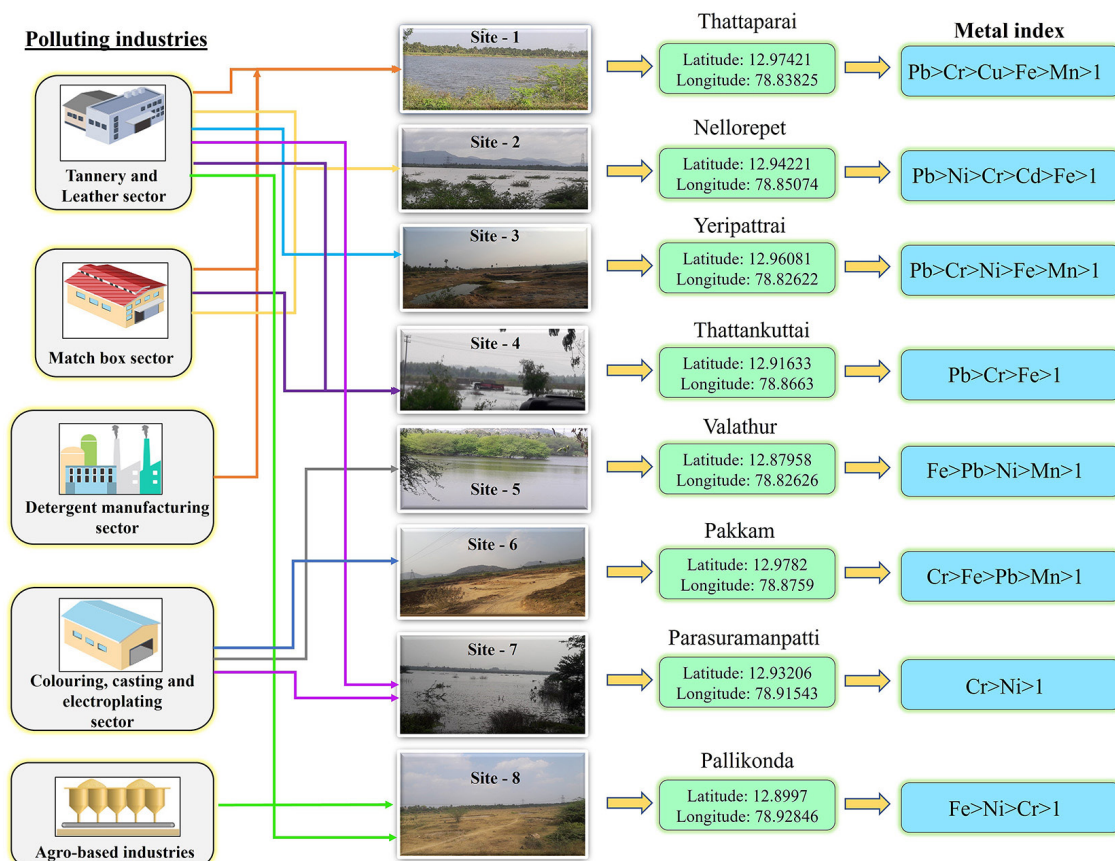 Polluting industries
Tannery and
Leather sector
Match box sector
Detergent manufacturing
sector
Colouring, casting and
electroplating
sector
Agro-based industries
Metal index
Site - 1
Thattaparai
Latitude: 12.97421
Longitude: 78.83825
Pb>Cr>Cu>Fe>Mn>1
Site - 2
Nellorepet
Latitude: 12.94221
Longitude: 78.85074
Pb>Ni>Cr>Cd>Fe>1
Site - 3
Yeripattrai
Latitude: 12.96081
Longitude: 78.82622
Pb>Cr>Ni>Fe>Mn>1
Site - 4
Thattankuttai
Latitude: 12.91633
Longitude: 78.8663
Pb>Cr>Fe>1
Site - 5
Valathur
Latitude: 12.87958
Longitude: 78.82626
Fe>Pb>Ni>Mn>1
Site - 6
Pakkam
Latitude: 12.9782
Longitude: 78.8759
Cr>Fe>Pb>Mn>1
Site - 7
Parasuramanpatti
Latitude: 12.93206
Longitude: 78.91543
Cr>Ni>1
Site - 8
Pallikonda
Latitude: 12.8997
Longitude: 78.92846
Fe>Ni>Cr>1